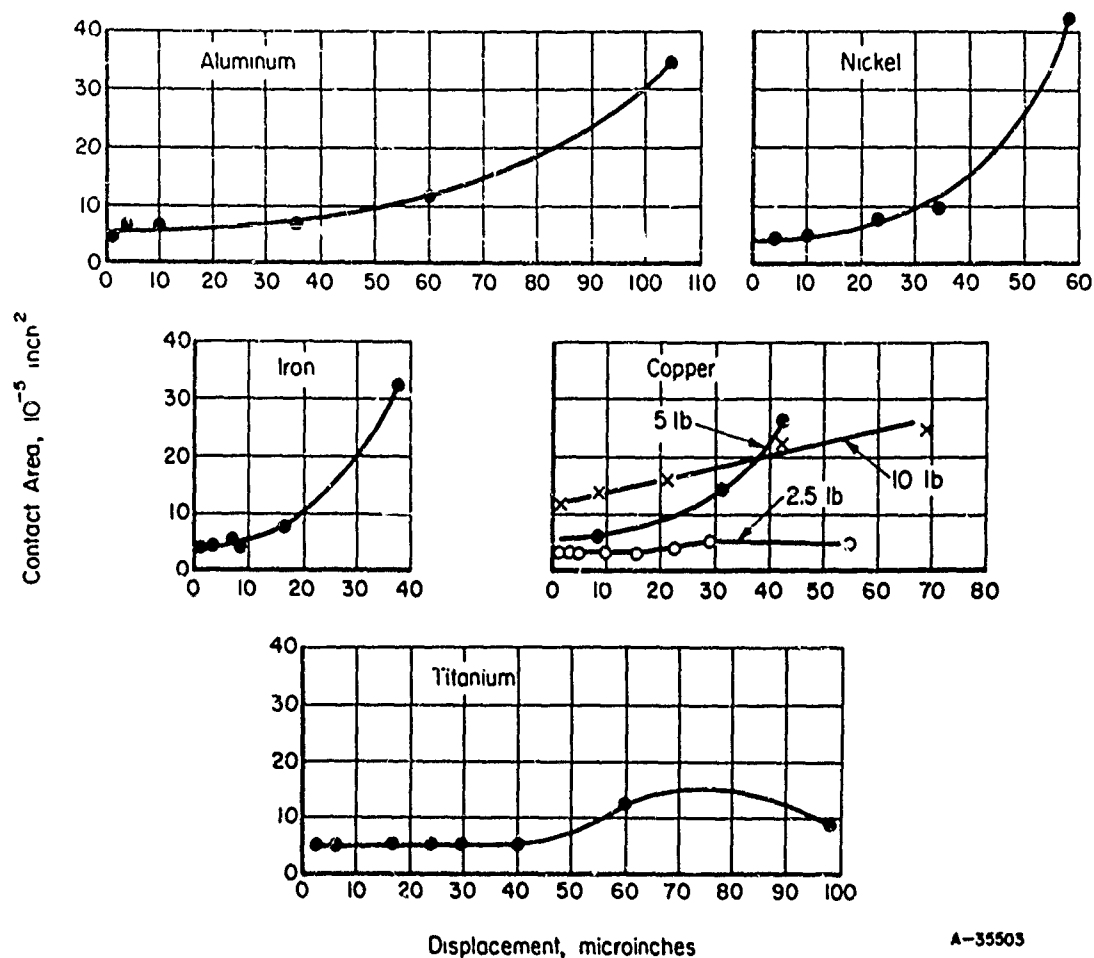 Aluminum
40
30
20
10
0
0 10 20 30 40 50 60 70 80 90 100 110
Nickel
0 10 20 30 40 50 60
Contact Area, 10⁻⁵ inch²
Iron
40
30
20
10
0
0 10 20 30 40
Copper
5 lb
10 lb
2.5 lb
0 10 20 30 40 50 60 70 80
Titanium
40
30
20
10
0
0 10 20 30 40 50 60 70 80 90 100
Displacement, microinches
A-35503